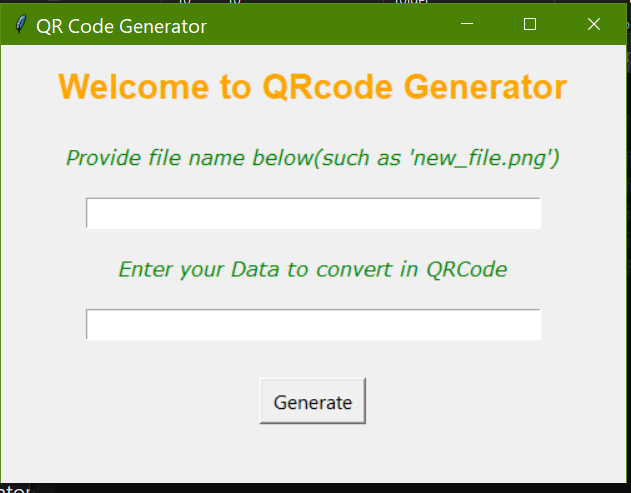 QR Code Generator
Welcome to QRcode Generator
Provide file name below(such as 'new_file.png')
Enter your Data to convert in QRCode
Generate